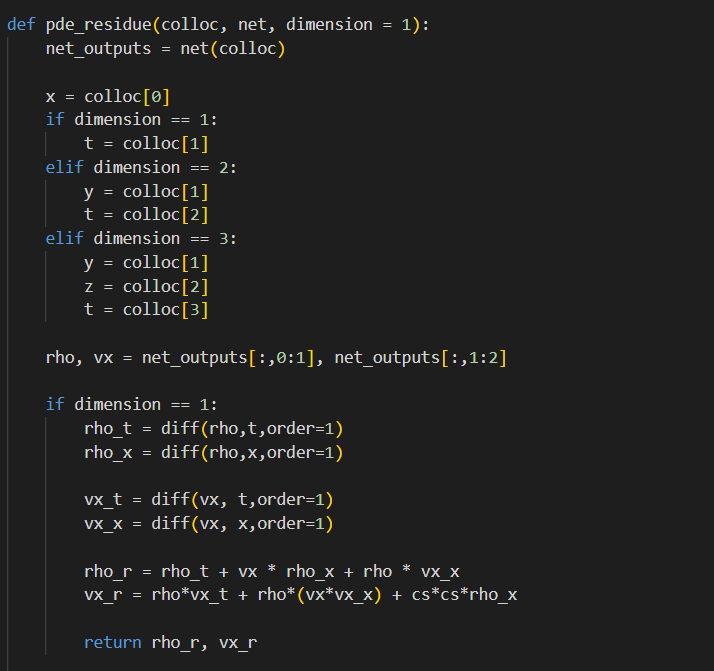 def pde_residue(colloc, net, dimension = 1):
    net_outputs = net(colloc)
    x = colloc[0]
    if dimension == 1:
        t = colloc[1]
    elif dimension == 2:
        y = colloc[1]
        t = colloc[2]
    elif dimension == 3:
        y = colloc[1]
        z = colloc[2]
        t = colloc[3]
    rho, vx = net_outputs[:,0:1], net_outputs[:,1:2]
    if dimension == 1:
        rho_t = diff(rho,t,order=1)
        rho_x = diff(rho,x,order=1)
        vx_t = diff(vx, t,order=1)
        vx_x = diff(vx, x,order=1)
        rho_r = rho_t + vx * rho_x + rho * vx_x
        vx_r = rho*vx_t + rho*(vx*vx_x) + cs*cs*rho_x
        return rho_r, vx_r